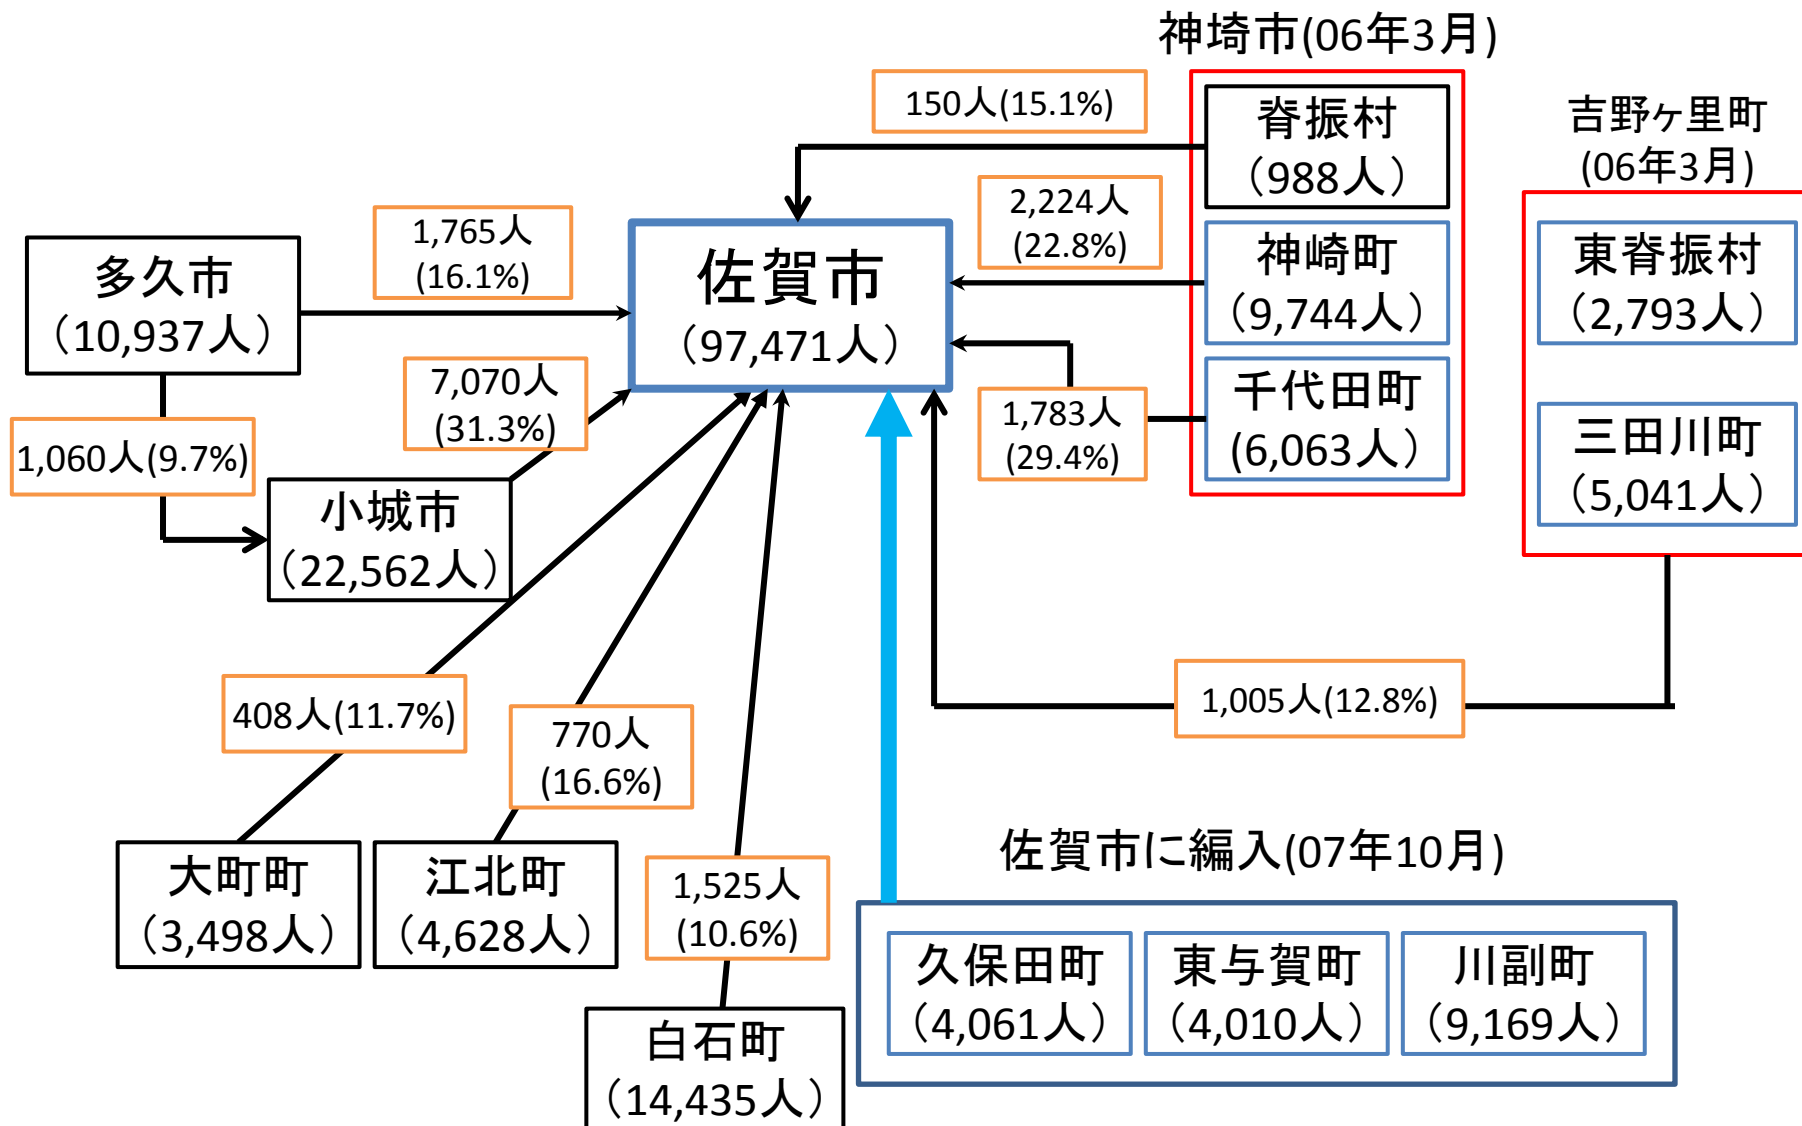 神埼市(06年3月)
150人(15.1%)
脊振村
（988人）
吉野ヶ里町
(06年3月)
2,224人
(22.8%)
神崎町
（9,744人）
1,765人
(16.1%)
佐賀市
（97,471人）
多久市
（10,937人）
東脊振村
（2,793人）
7,070人
(31.3%)
1,783人
(29.4%)
千代田町
(6,063人）
三田川町
（5,041人）
1,060人(9.7%)
小城市
（22,562人）
408人(11.7%)
770人
(16.6%)
1,005人(12.8%)
佐賀市に編入(07年10月)
大町町
（3,498人）
江北町
（4,628人）
1,525人
(10.6%)
久保田町
（4,061人）
東与賀町
（4,010人）
川副町
（9,169人）
白石町
（14,435人）